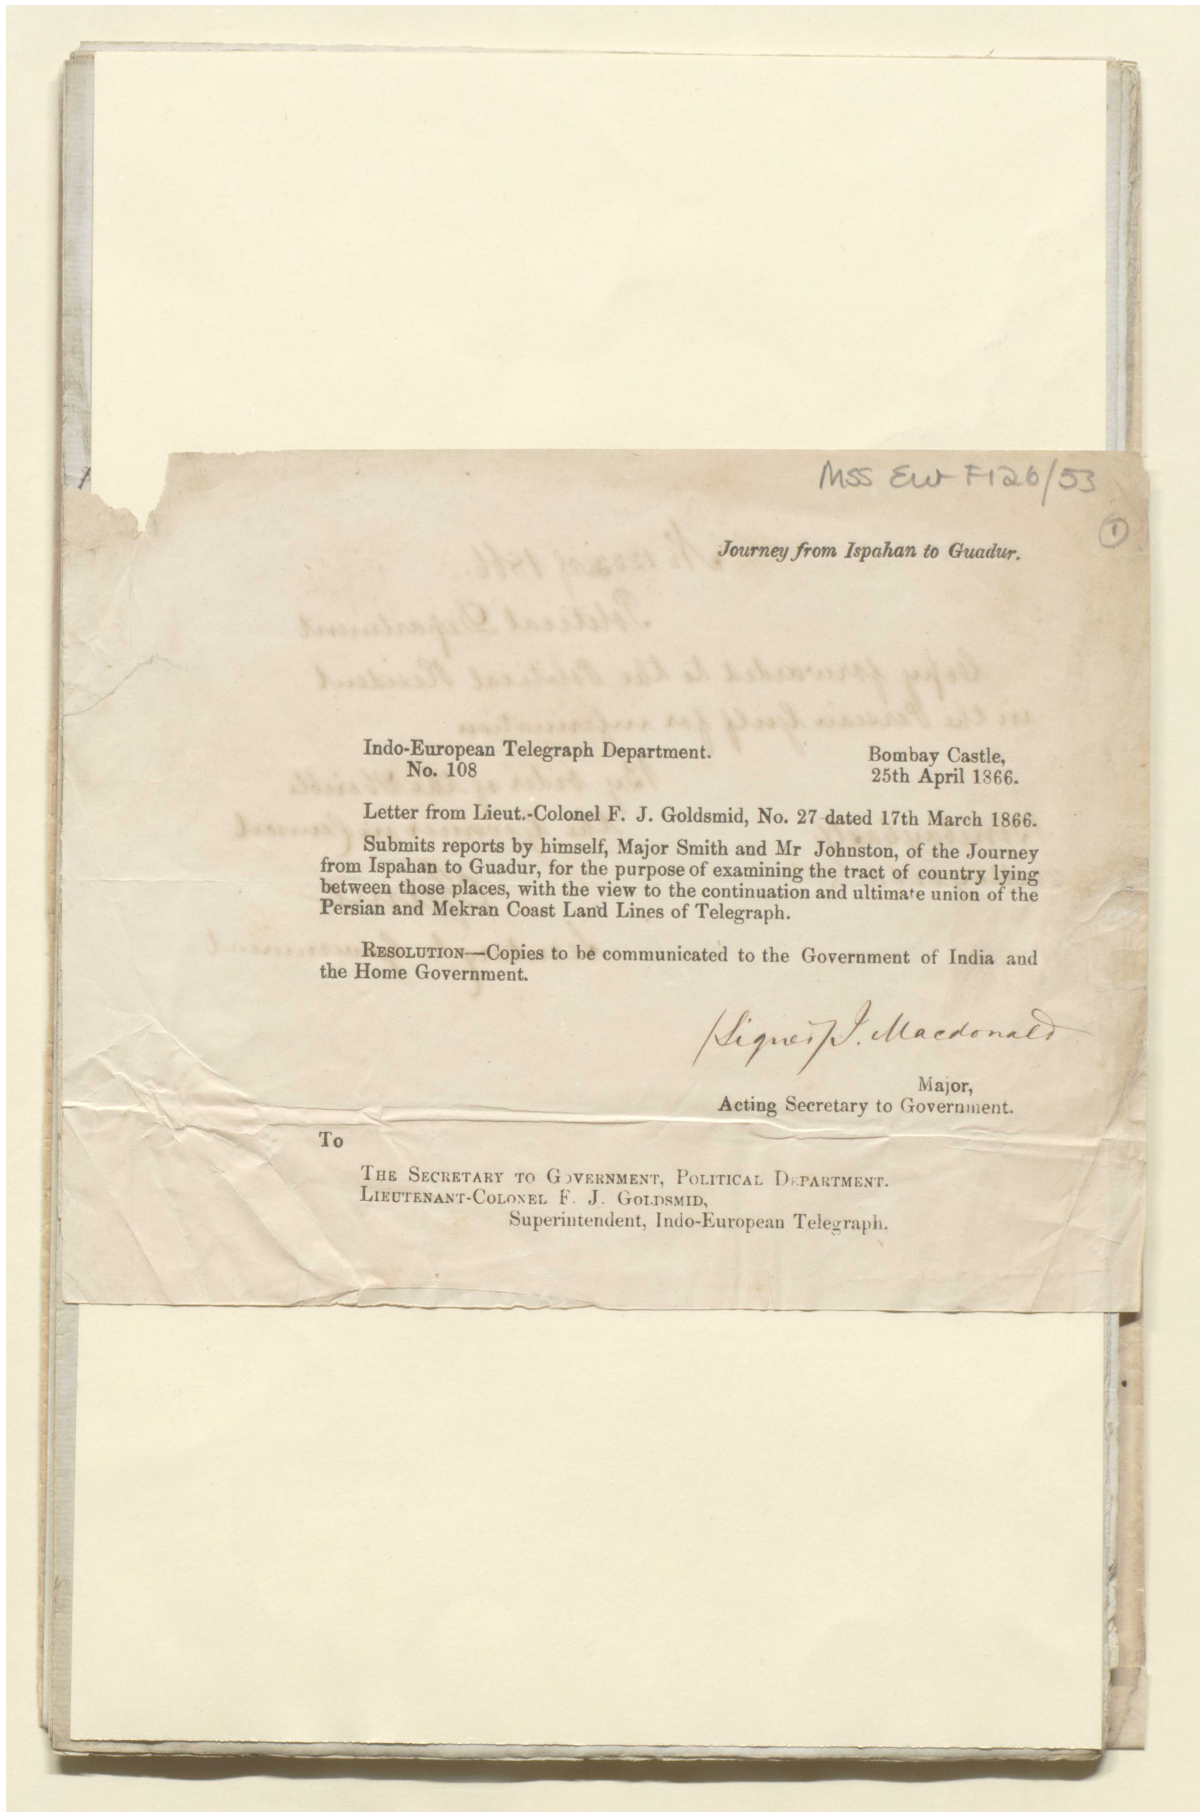 Mss Eur F126/53
1
Journey from Ispahan to Guadur.
Indo-European Telegraph Department.
No. 108
Bombay Castle,
25th April 1866.
Letter from Lieut.-Colonel F. J. Goldsmid, No. 27 dated 17th March 1866.
Submits reports by himself, Major Smith and Mr Johnston, of the Journey
from Ispahan to Guadur, for the purpose of examining the tract of country lying
between those places, with the view to the continuation and ultimate union of the
Persian and Mekran Coast Land Lines of Telegraph.
RESOLUTION—Copies to be communicated to the Government of India and
the Home Government.
(Signed) J. Macdonald
Major,
Acting Secretary to Government.
To
THE SECRETARY TO GOVERNMENT, POLITICAL DEPARTMENT.
LIEUTENANT-COLONEL F. J. GOLDSMID,
Superintendent, Indo-European Telegraph.